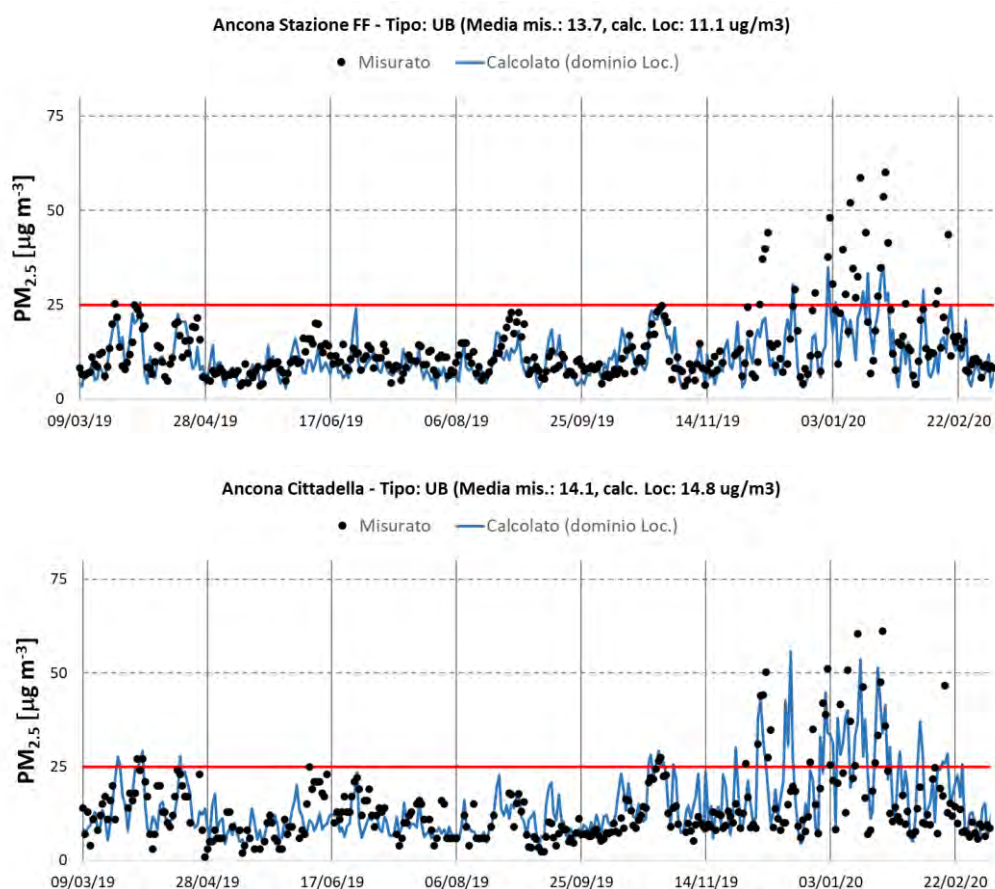 Ancona Stazione FF - Tipo: UB (Media mis.: 13.7, calc. Loc: 11.1 ug/m3)
Misurato Calcolato (dominio Loc.)
PM2.5 [µg m-3]
75
50
25
0
09/03/19 28/04/19 17/06/19 06/08/19 25/09/19 14/11/19 03/01/20 22/02/20
Ancona Cittadella - Tipo: UB (Media mis.: 14.1, calc. Loc: 14.8 ug/m3)
Misurato Calcolato (dominio Loc.)
PM2.5 [µg m-3]
75
50
25
0
09/03/19 28/04/19 17/06/19 06/08/19 25/09/19 14/11/19 03/01/20 22/02/20